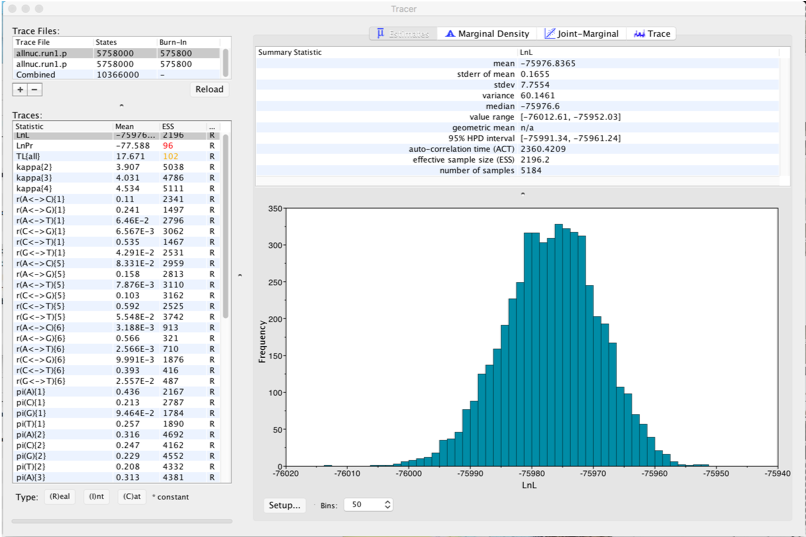 Tracer
Trace Files:
Trace File States Burn-In
allnuc.run1.p 5758000 575800
allnuc.run1.p 5758000 575800
Combined 10366000 -
+ -
Reload
Traces:
Statistic Mean ESS ...
LnL -75976... 2196 R
LnPr -77.588 96 R
TL{all} 17.671 102 R
kappa{2} 3.907 5038 R
kappa{3} 4.031 4786 R
kappa{4} 4.534 5111 R
r(A<->C){1} 0.11 2341 R
r(A<->G){1} 0.241 1497 R
r(A<->T){1} 6.46E-2 2796 R
r(C<->G){1} 6.567E-3 3062 R
r(C<->T){1} 0.535 1467 R
r(G<->T){1} 4.291E-2 2531 R
r(A<->C){5} 8.331E-2 2959 R
r(A<->G){5} 0.158 2813 R
r(A<->T){5} 7.876E-3 3110 R
r(C<->G){5} 0.103 3162 R
r(C<->T){5} 0.592 2525 R
r(G<->T){5} 5.548E-2 3742 R
r(A<->C){6} 3.188E-3 913 R
r(A<->G){6} 0.566 321 R
r(A<->T){6} 2.566E-3 710 R
r(C<->G){6} 9.991E-3 1876 R
r(C<->T){6} 0.393 416 R
r(G<->T){6} 2.557E-2 487 R
pi(A){1} 0.436 2167 R
pi(C){1} 0.213 2787 R
pi(G){1} 9.464E-2 1784 R
pi(T){1} 0.257 1890 R
pi(A){2} 0.316 4692 R
pi(C){2} 0.247 4162 R
pi(G){2} 0.229 4552 R
pi(T){2} 0.208 4332 R
pi(A){3} 0.313 4381 R
Type: (R)eal (I)nt (C)at * constant
Estimates Marginal Density Joint-Marginal Trace
Summary Statistic LnL
mean -75976.8365
stderr of mean 0.1655
stdev 7.7554
variance 60.1461
median -75976.6
value range [-76012.61, -75952.03]
geometric mean n/a
95% HPD interval [-75991.34, -75961.24]
auto-correlation time (ACT) 2360.4209
effective sample size (ESS) 2196.2
number of samples 5184
350
300
250
200
150
100
50
0
Frequency
-76020 -76010 -76000 -75990 -75980 -75970 -75960 -75950 -75940
LnL
Setup... Bins: 50